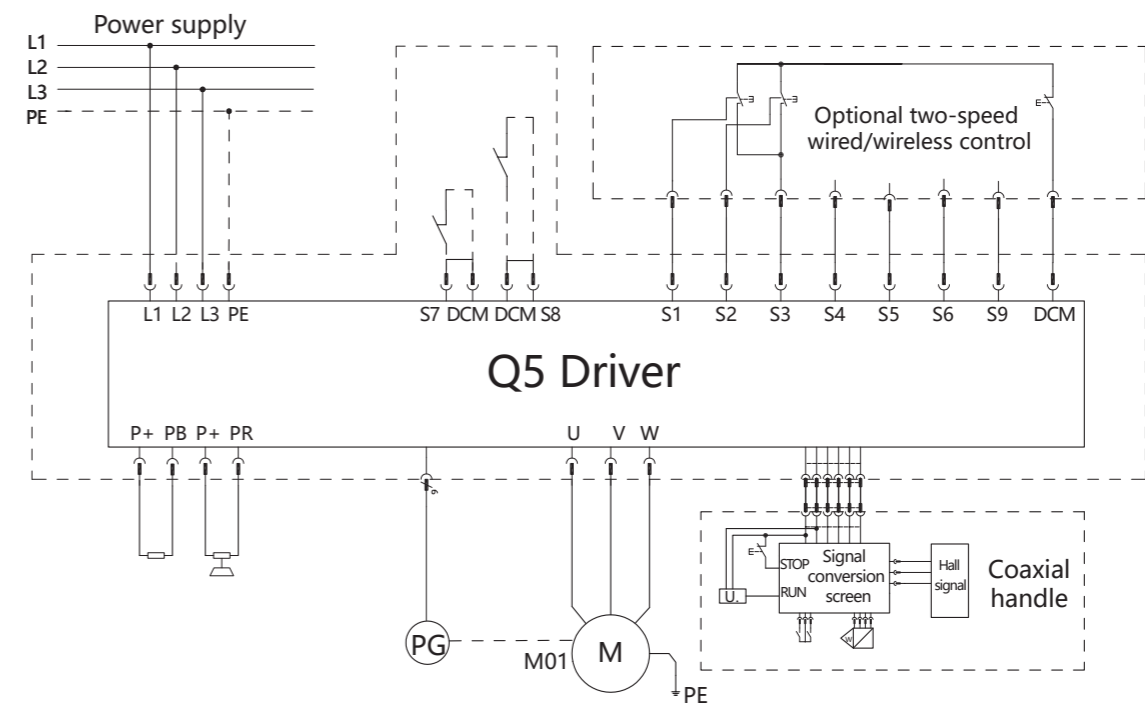 Power supply
L1
L2
L3
PE
Optional two-speed
wired/wireless control
L1 L2 L3 PE
S7 DCM DCM S8
S1 S2 S3 S4 S5 S6 S9 DCM
Q5 Driver
P+ PB P+ PR
U V W
6
STOP
RUN
Signal
conversion
screen
Hall
signal
Coaxial
handle
U.
E
E
W
PG
M01
M
PE